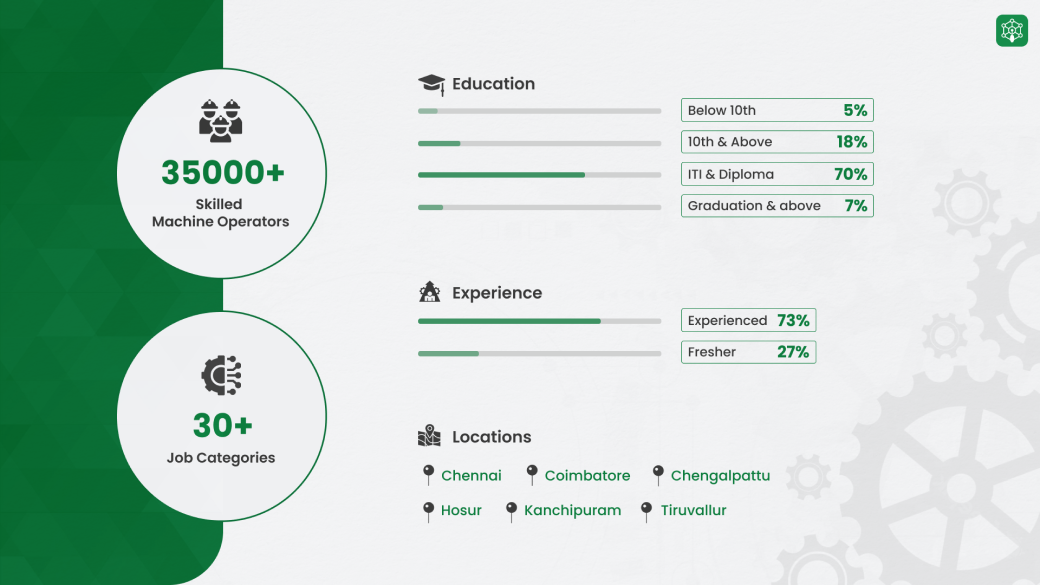 35000+
Skilled
Machine Operators
30+
Job Categories
Education
Below 10th 5%
10th & Above 18%
ITI & Diploma 70%
Graduation & above 7%
Experience
Experienced 73%
Fresher 27%
Locations
Chennai Coimbatore Chengalpattu
Hosur Kanchipuram Tiruvallur